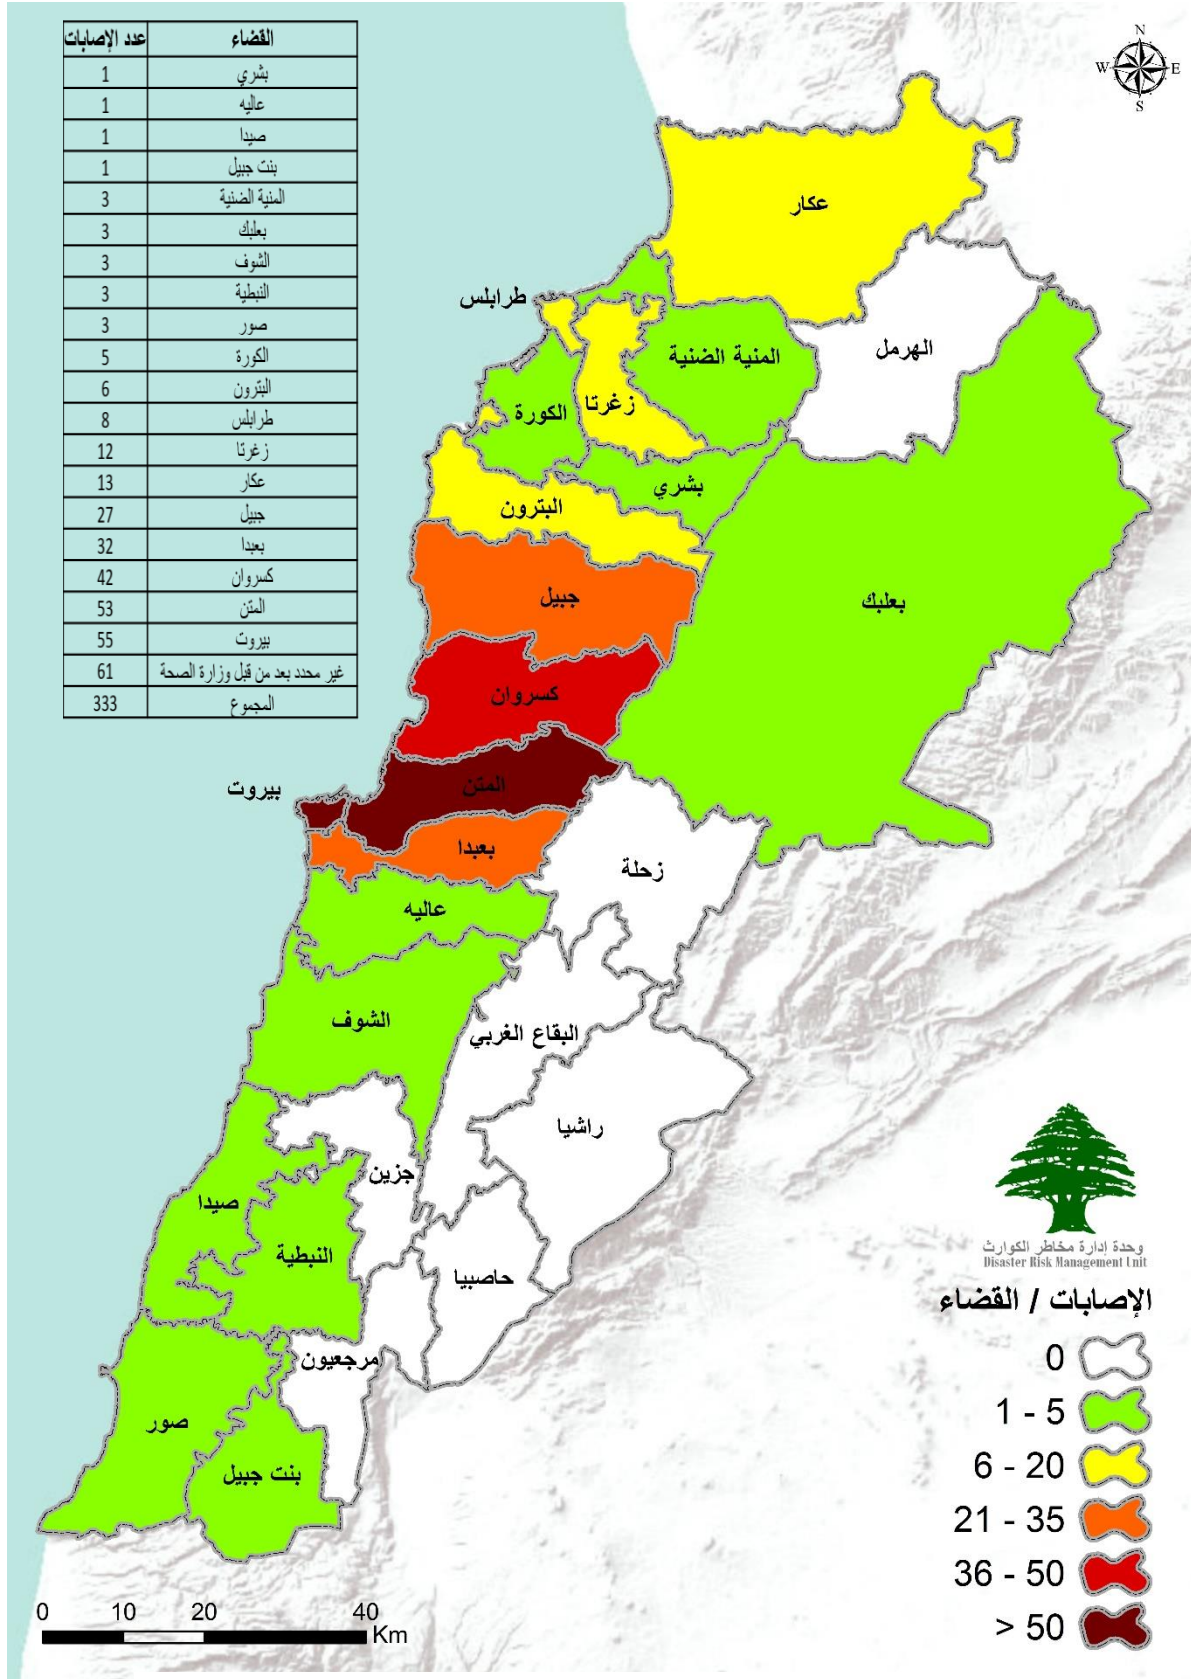 القضاء عدد الإصابات
بشري 1
عاليه 1
صيدا 1
بنت جبيل 1
المنية الضنية 3
بعلبك 3
الشوف 3
النبطية 3
صور 3
الكورة 5
البترون 6
طرابلس 8
زغرتا 12
عكار 13
جبيل 27
بعبدا 32
كسروان 42
المتن 53
بيروت 55
غير محدد بعد من قبل وزارة الصحة 61
المجموع 333
N
W E
S
عكار
طرابلس
الهرمل
المنية الضنية
زغرتا
الكورة
بشري
البترون
جبيل
بعلبك
كسروان
المتن
بيروت
بعبدا
زحلة
عاليه
الشوف
البقاع الغربي
راشيا
جزين
صيدا
النبطية
حاصبيا
مرجعيون
صور
بنت جبيل
وحدة إدارة مخاطر الكوارث
Disaster Risk Management Unit
الإصابات / القضاء
0
1 - 5
6 - 20
21 - 35
36 - 50
> 50
0 10 20 40
Km